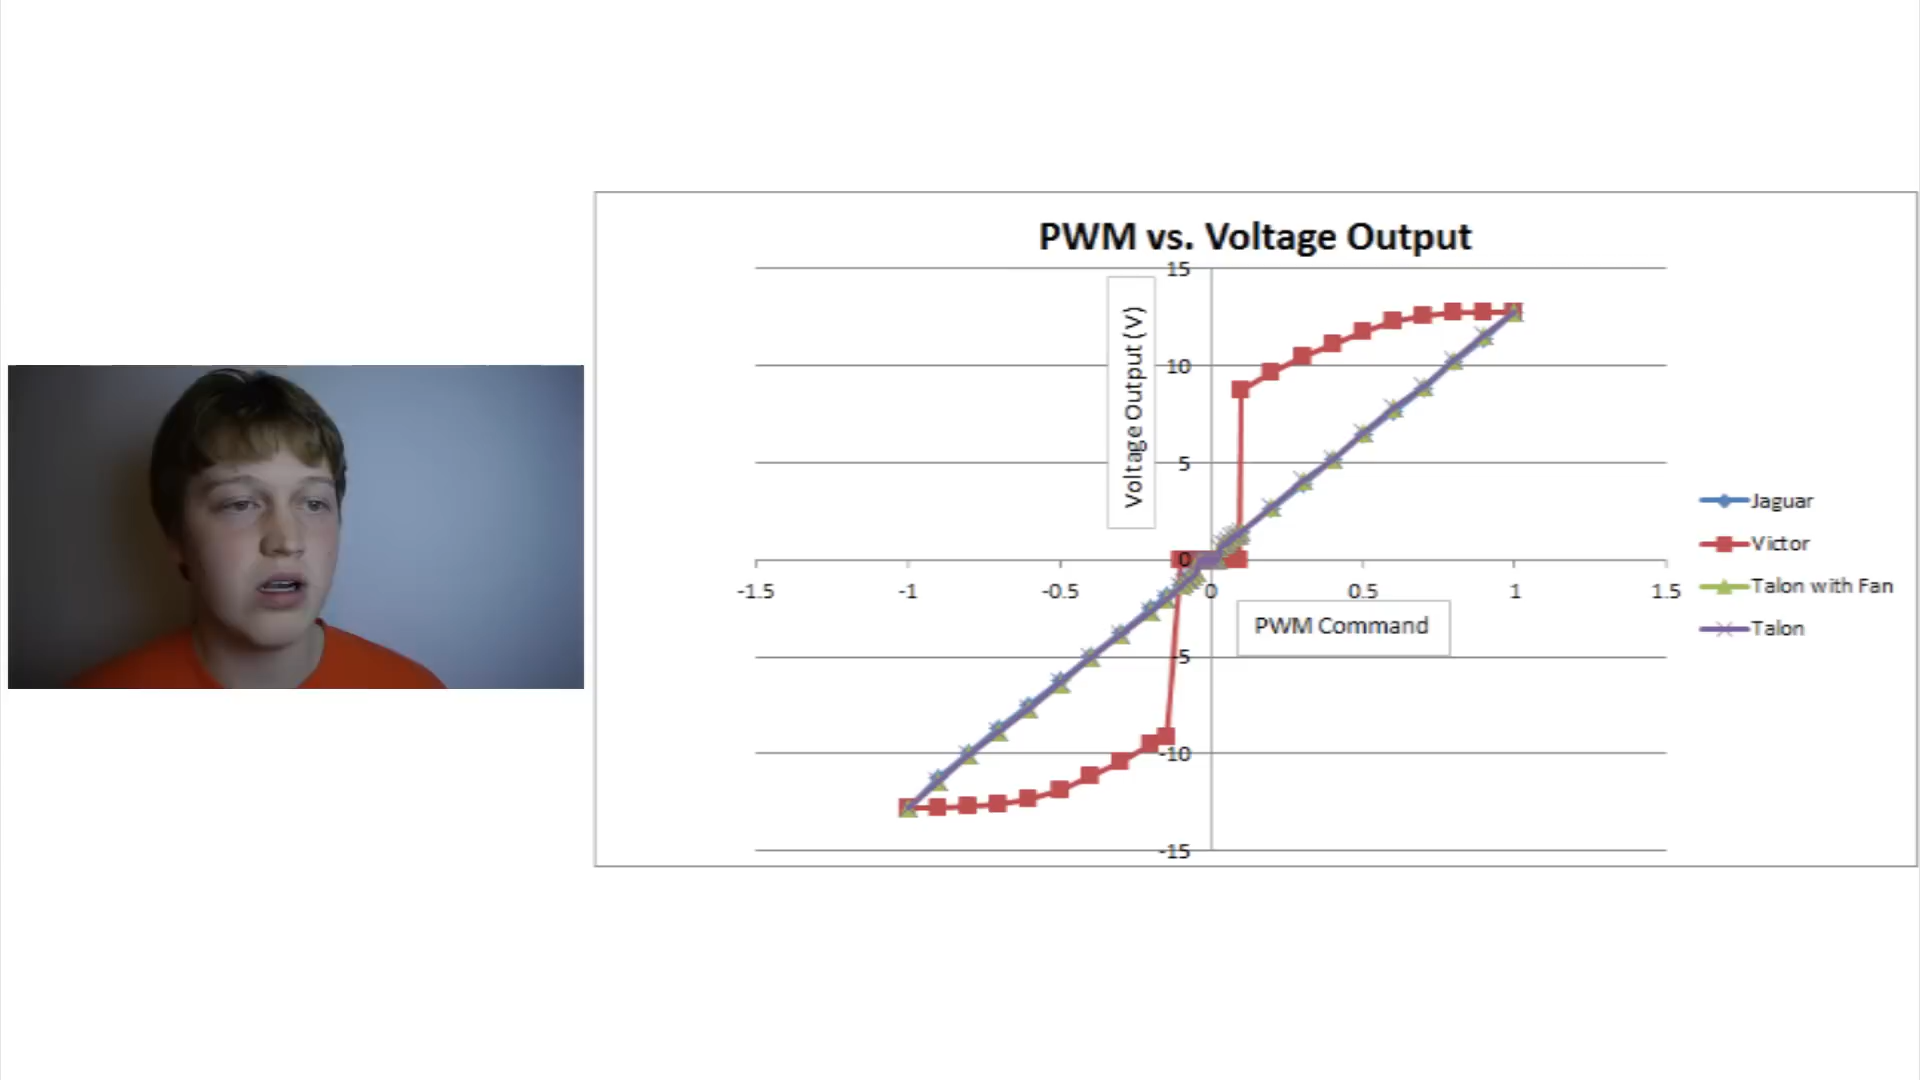 PWM vs. Voltage Output
15
10
5
0
-5
-10
-15
Voltage Output (V)
-1.5 -1 -0.5 0 0.5 1 1.5
PWM Command
Jaguar
Victor
Talon with Fan
Talon